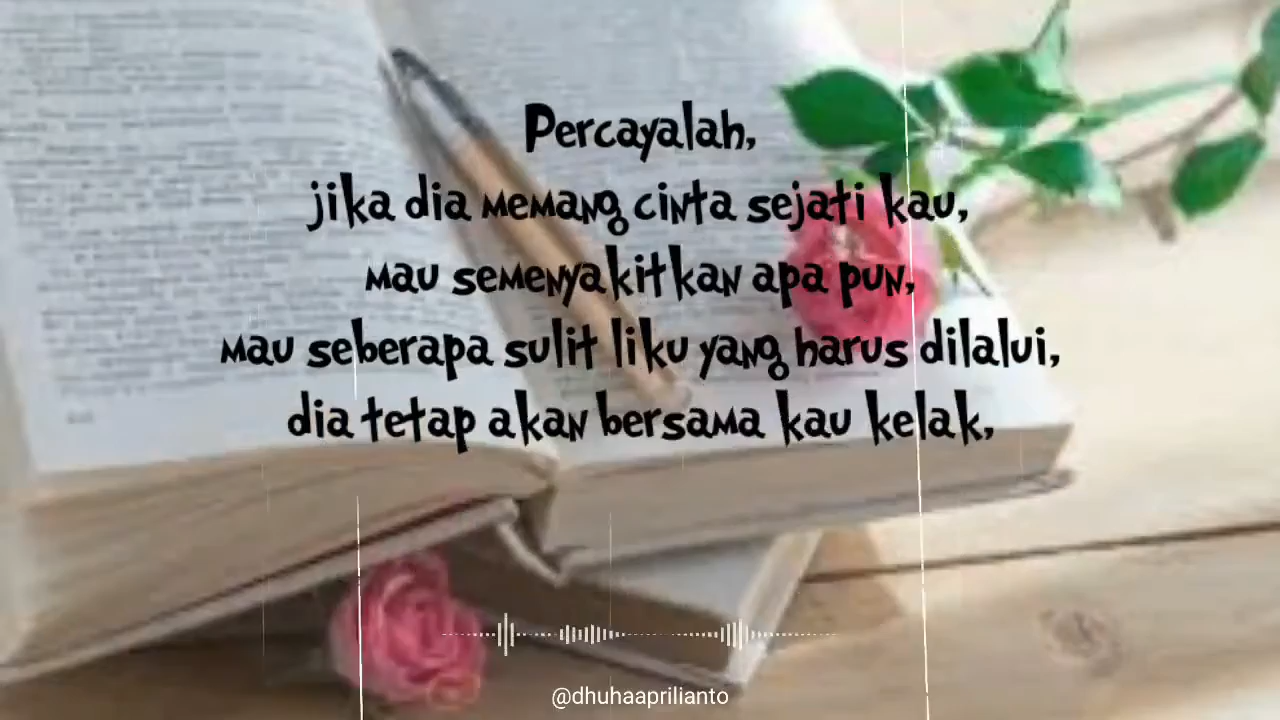 Percayalah,
jika dia memang cinta sejati kau,
mau semenyakitkan apa pun,
mau seberapa sulit liku yang harus dilalui,
dia tetap akan bersama kau kelak,
@dhuhaaprilianto